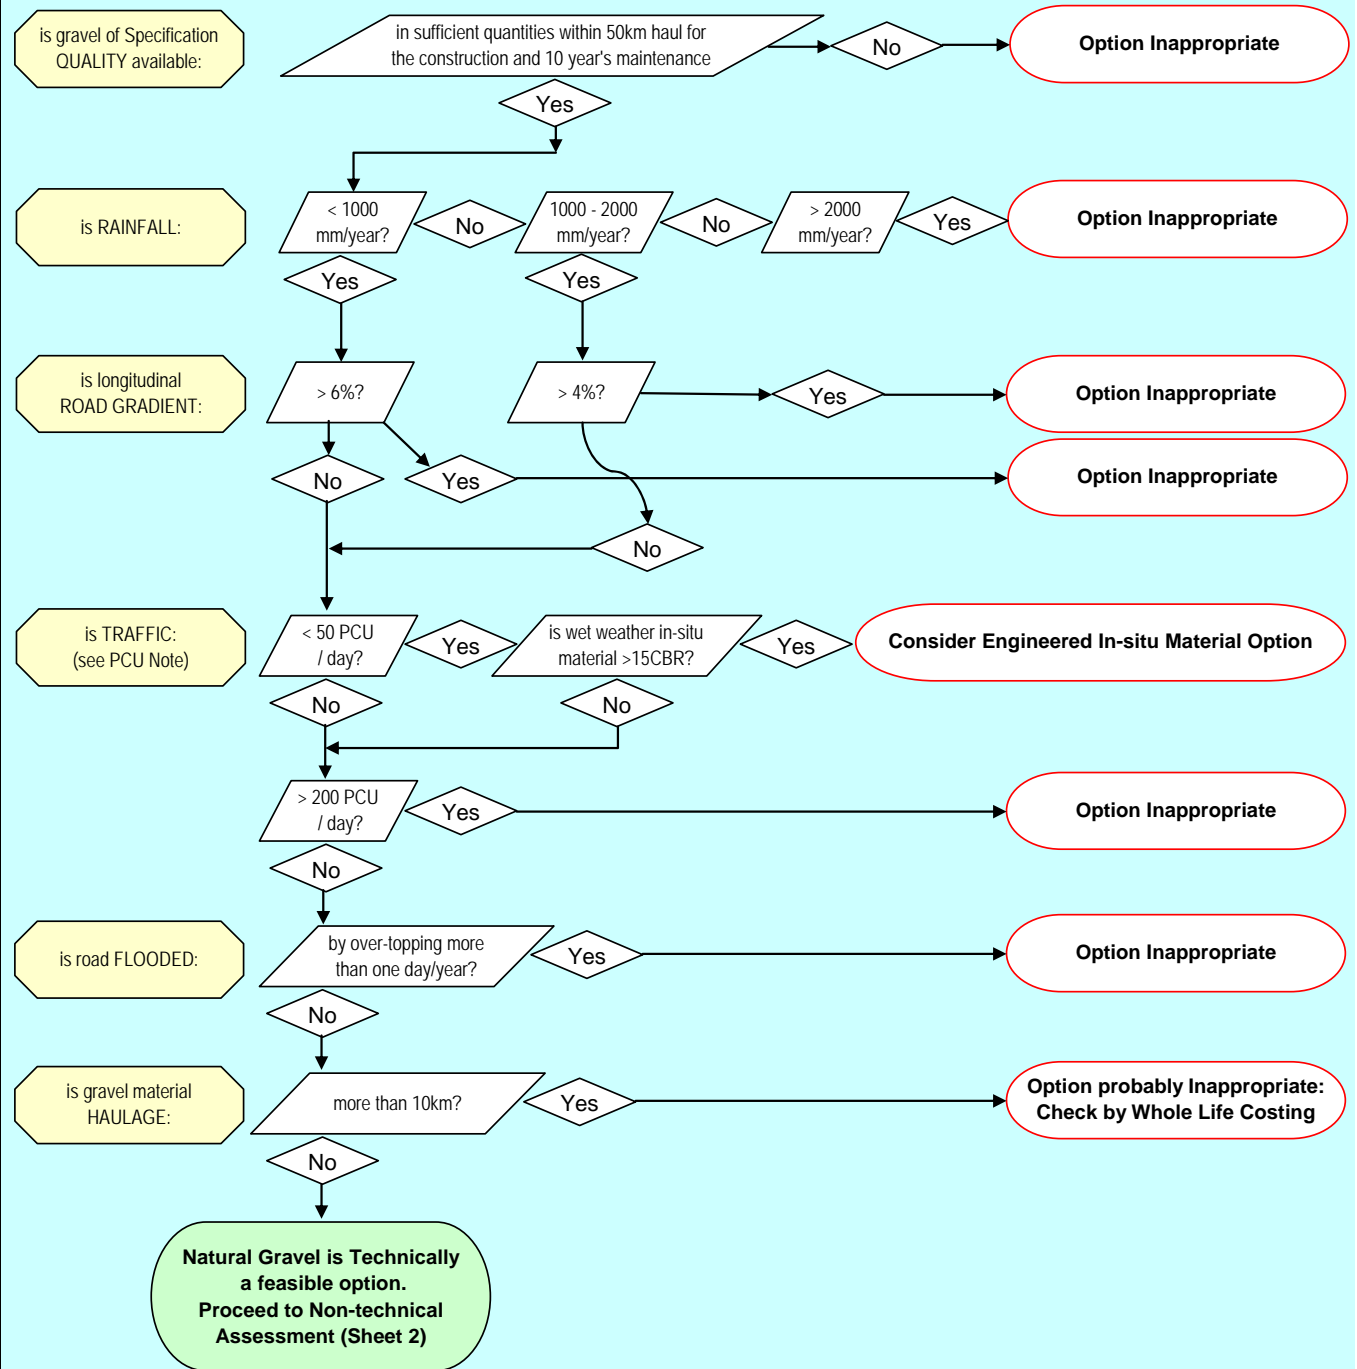 is gravel of Specification
QUALITY available:
in sufficient quantities within 50km haul for
the construction and 10 year's maintenance
No
Option Inappropriate
Yes
is RAINFALL:
< 1000
mm/year?
No
1000 - 2000
mm/year?
No
> 2000
mm/year?
Yes
Option Inappropriate
Yes
Yes
is longitudinal
ROAD GRADIENT:
> 6%?
> 4%?
Yes
Option Inappropriate
No
Yes
Option Inappropriate
No
is TRAFFIC:
(see PCU Note)
< 50 PCU
/ day?
Yes
is wet weather in-situ
material >15CBR?
Yes
Consider Engineered In-situ Material Option
No
No
> 200 PCU
/ day?
Yes
Option Inappropriate
No
is road FLOODED:
by over-topping more
than one day/year?
Yes
Option Inappropriate
No
is gravel material
HAULAGE:
more than 10km?
Yes
Option probably Inappropriate:
Check by Whole Life Costing
No
Natural Gravel is Technically
a feasible option.
Proceed to Non-technical
Assessment (Sheet 2)